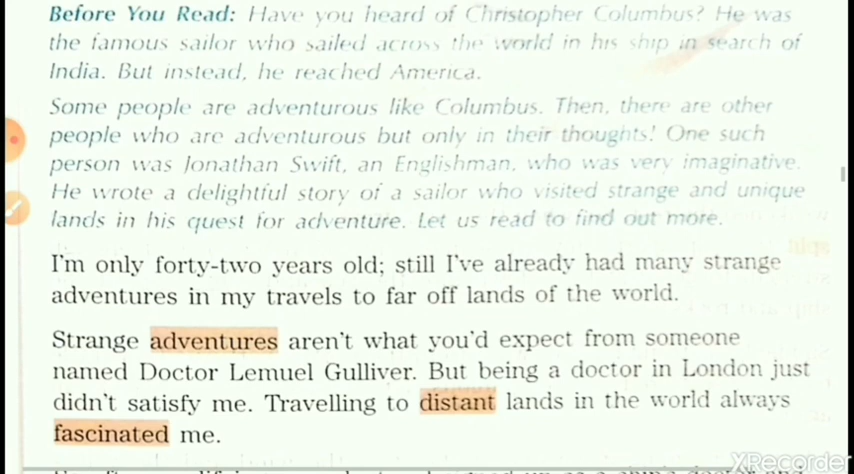 Before You Read: Have you heard of Christopher Columbus? He was
the famous sailor who sailed across the world in his ship in search of
India. But instead, he reached America.
Some people are adventurous like Columbus. Then, there are other
people who are adventurous but only in their thoughts! One such
person was Jonathan Swift, an Englishman, who was very imaginative.
He wrote a delightful story of a sailor who visited strange and unique
lands in his quest for adventure. Let us read to find out more.
I'm only forty-two years old; still I've already had many strange
adventures in my travels to far off lands of the world.
Strange adventures aren't what you'd expect from someone
named Doctor Lemuel Gulliver. But being a doctor in London just
didn't satisfy me. Travelling to distant lands in the world always
fascinated me.
XRecorder